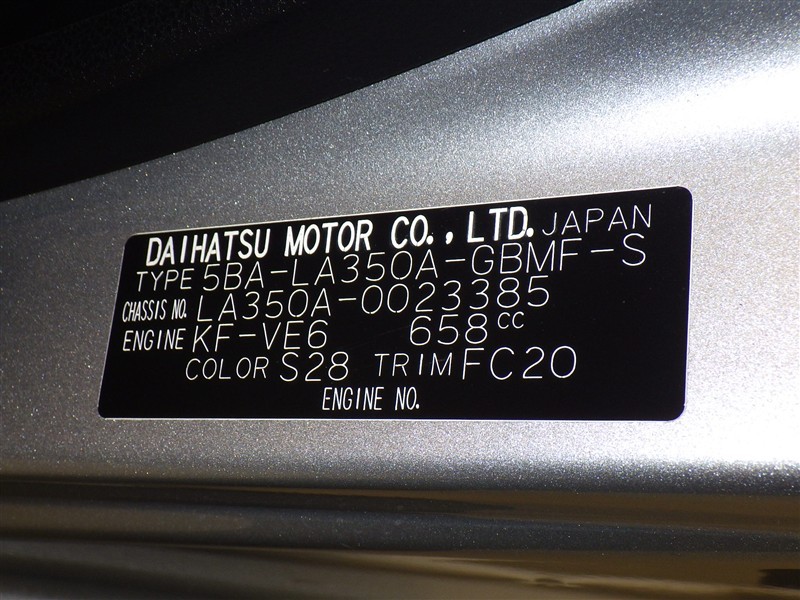 DAIHATSU MOTOR CO., LTD. JAPAN
TYPE 5BA-LA350A-GBMF-S
CHASSIS NO. LA350A-0023385
ENGINE KF-VE6 658cc
COLOR S28 TRIM FC20
ENGINE NO.